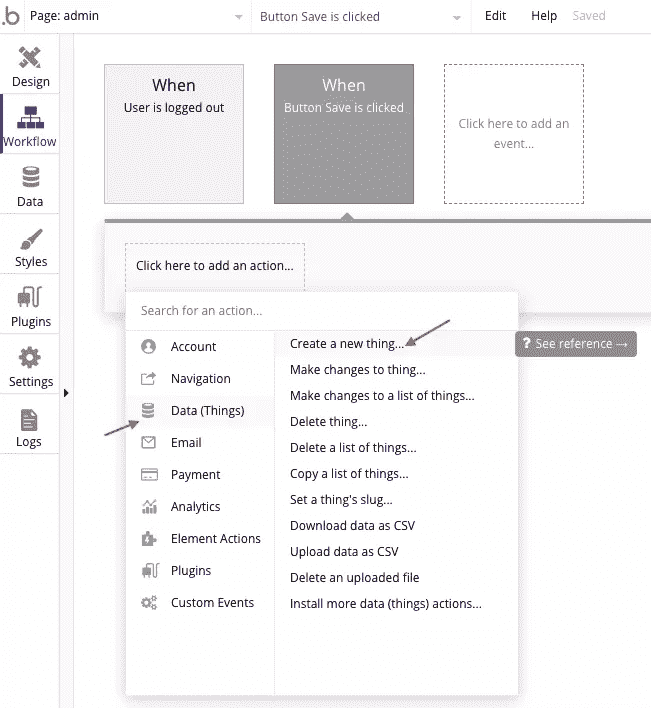 .b
Page: admin
Button Save is clicked
Edit
Help
Saved
Design
Workflow
Data
Styles
Plugins
Settings
Logs
When
User is logged out
When
Button Save is clicked
Click here to add an
event...
Click here to add an action...
Search for an action...
Account
Navigation
Data (Things)
Email
Payment
Analytics
Element Actions
Plugins
Custom Events
Create a new thing...
Make changes to thing...
Make changes to a list of things...
Delete thing...
Delete a list of things...
Copy a list of things...
Set a thing's slug...
Download data as CSV
Upload data as CSV
Delete an uploaded file
Install more data (things) actions...
? See reference →